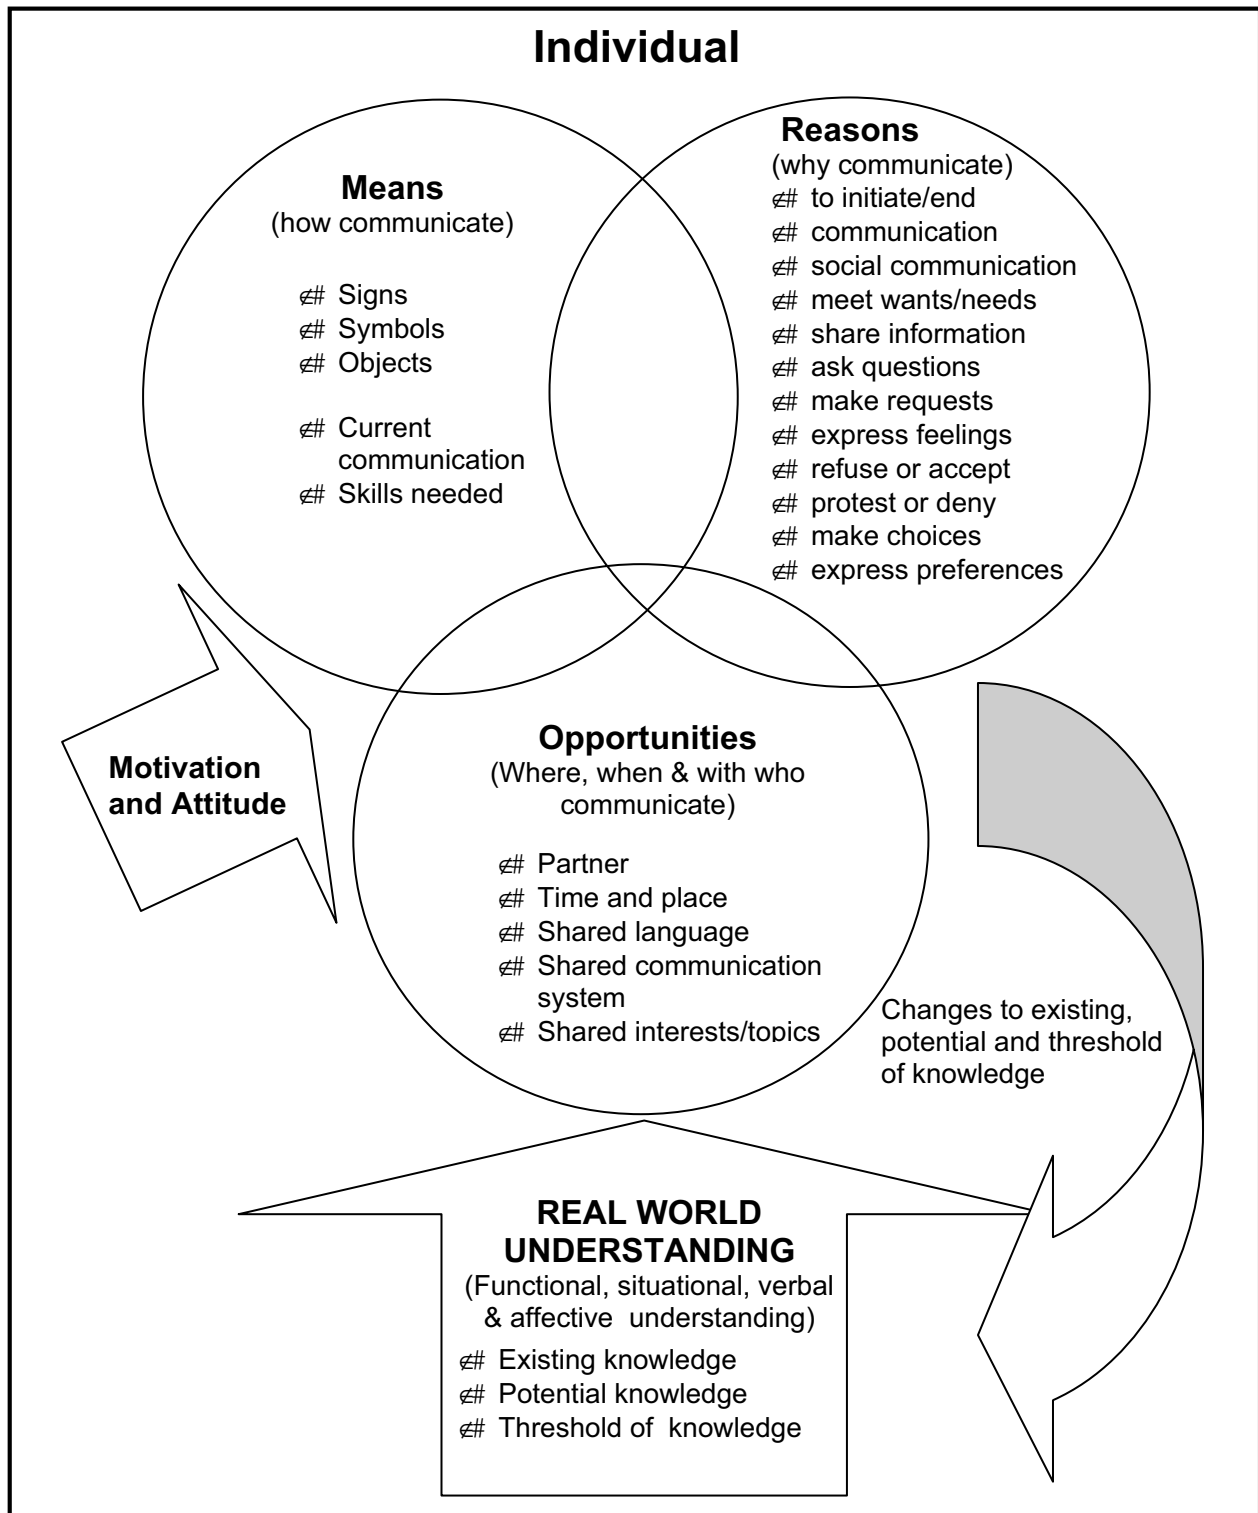 Individual
Means
(how communicate)
⋢# Signs
⋢# Symbols
⋢# Objects
⋢# Current
communication
⋢# Skills needed
Reasons
(why communicate)
⋢# to initiate/end
⋢# communication
⋢# social communication
⋢# meet wants/needs
⋢# share information
⋢# ask questions
⋢# make requests
⋢# express feelings
⋢# refuse or accept
⋢# protest or deny
⋢# make choices
⋢# express preferences
Motivation
and Attitude
Opportunities
(Where, when & with who
communicate)
⋢# Partner
⋢# Time and place
⋢# Shared language
⋢# Shared communication
system
⋢# Shared interests/topics
Changes to existing,
potential and threshold
of knowledge
REAL WORLD
UNDERSTANDING
(Functional, situational, verbal
& affective understanding)
⋢# Existing knowledge
⋢# Potential knowledge
⋢# Threshold of knowledge